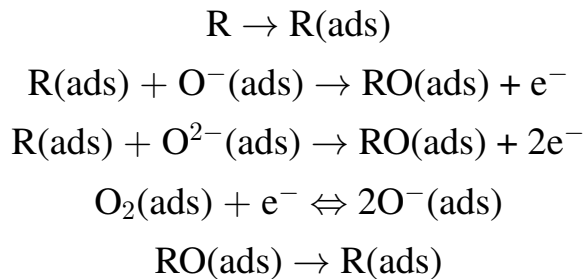 R → R(ads)
R(ads) + O⁻(ads) → RO(ads) + e⁻
R(ads) + O²⁻(ads) → RO(ads) + 2e⁻
O₂(ads) + e⁻ ⇔ 2O⁻(ads)
RO(ads) → R(ads)